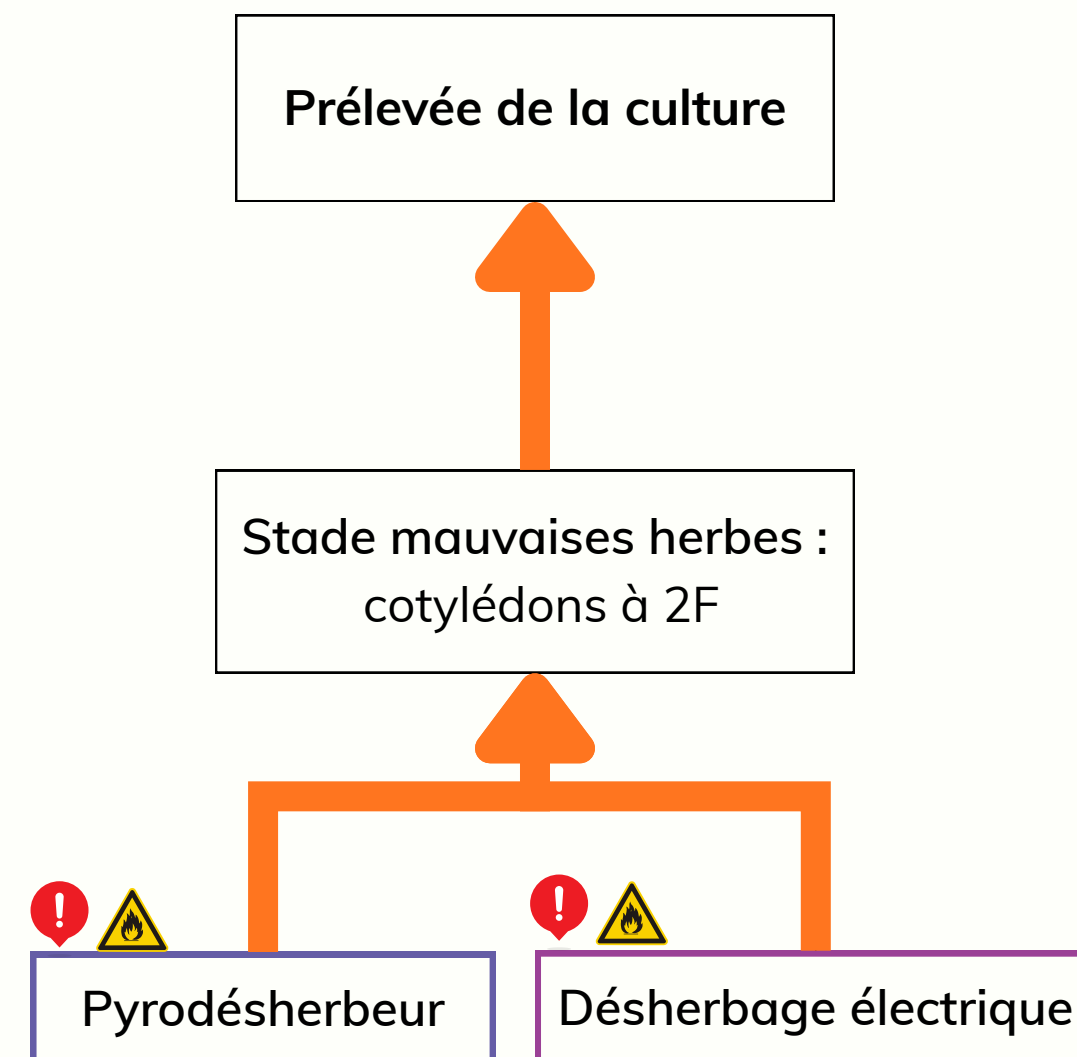 Prélevée de la culture
Stade mauvaises herbes :
cotylédons à 2F
Pyrodésherbeur
Désherbage électrique